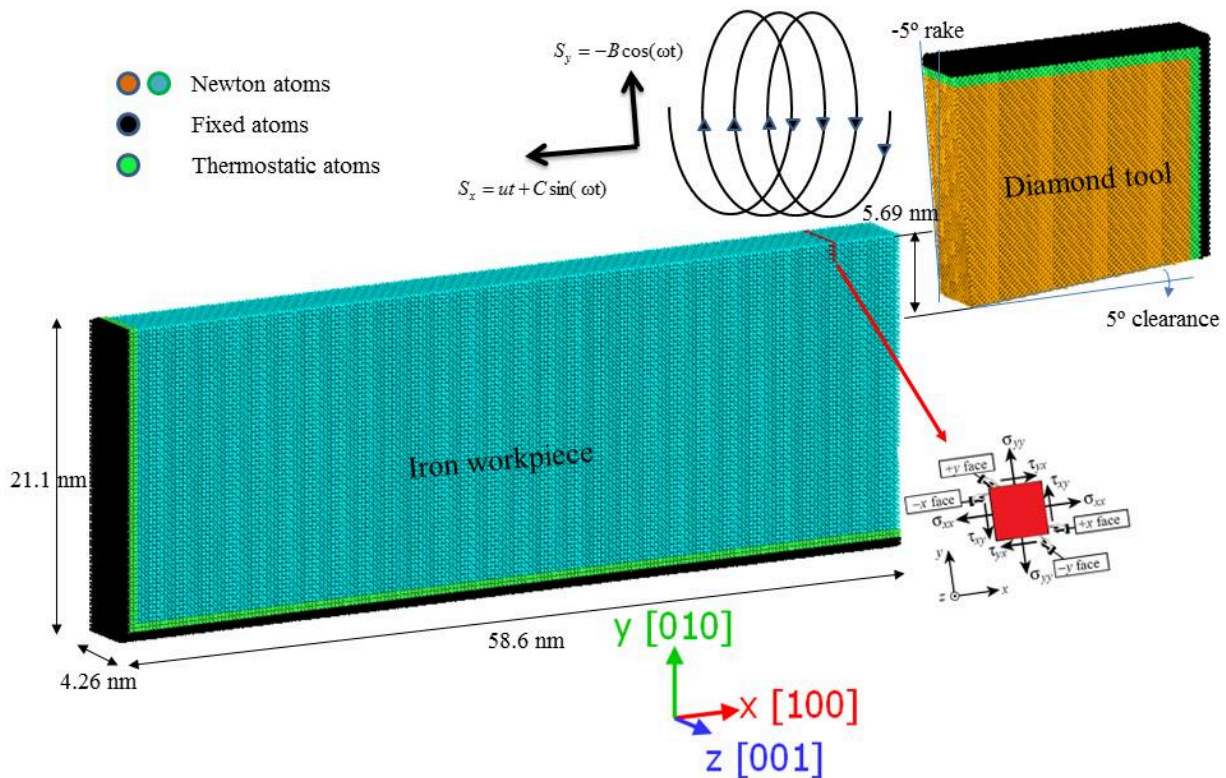 -5º rake
S_y = −B cos(ωt)
Newton atoms
Fixed atoms
Thermostatic atoms
S_x = ut + C sin( ωt)
Diamond tool
5.69 nm
5º clearance
Iron workpiece
21.1 nm
σyy
+y face
τyx
τxy
−x face
σxx
σxx
+x face
τxy
τyx
−y face
σyy
y
z
x
58.6 nm
4.26 nm
y [010]
x [100]
z [001]